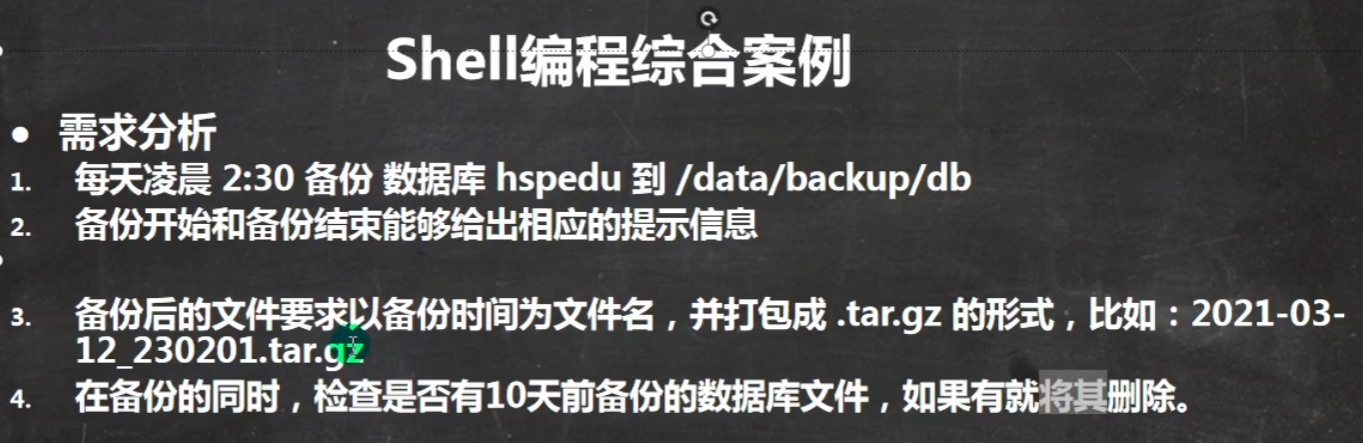 Shell编程综合案例
● 需求分析
1. 每天凌晨 2:30 备份 数据库 hspedu 到 /data/backup/db
2. 备份开始和备份结束能够给出相应的提示信息
3. 备份后的文件要求以备份时间为文件名，并打包成 .tar.gz 的形式，比如：2021-03-
12_230201.tar.gz
4. 在备份的同时，检查是否有10天前备份的数据库文件，如果有就将其删除。